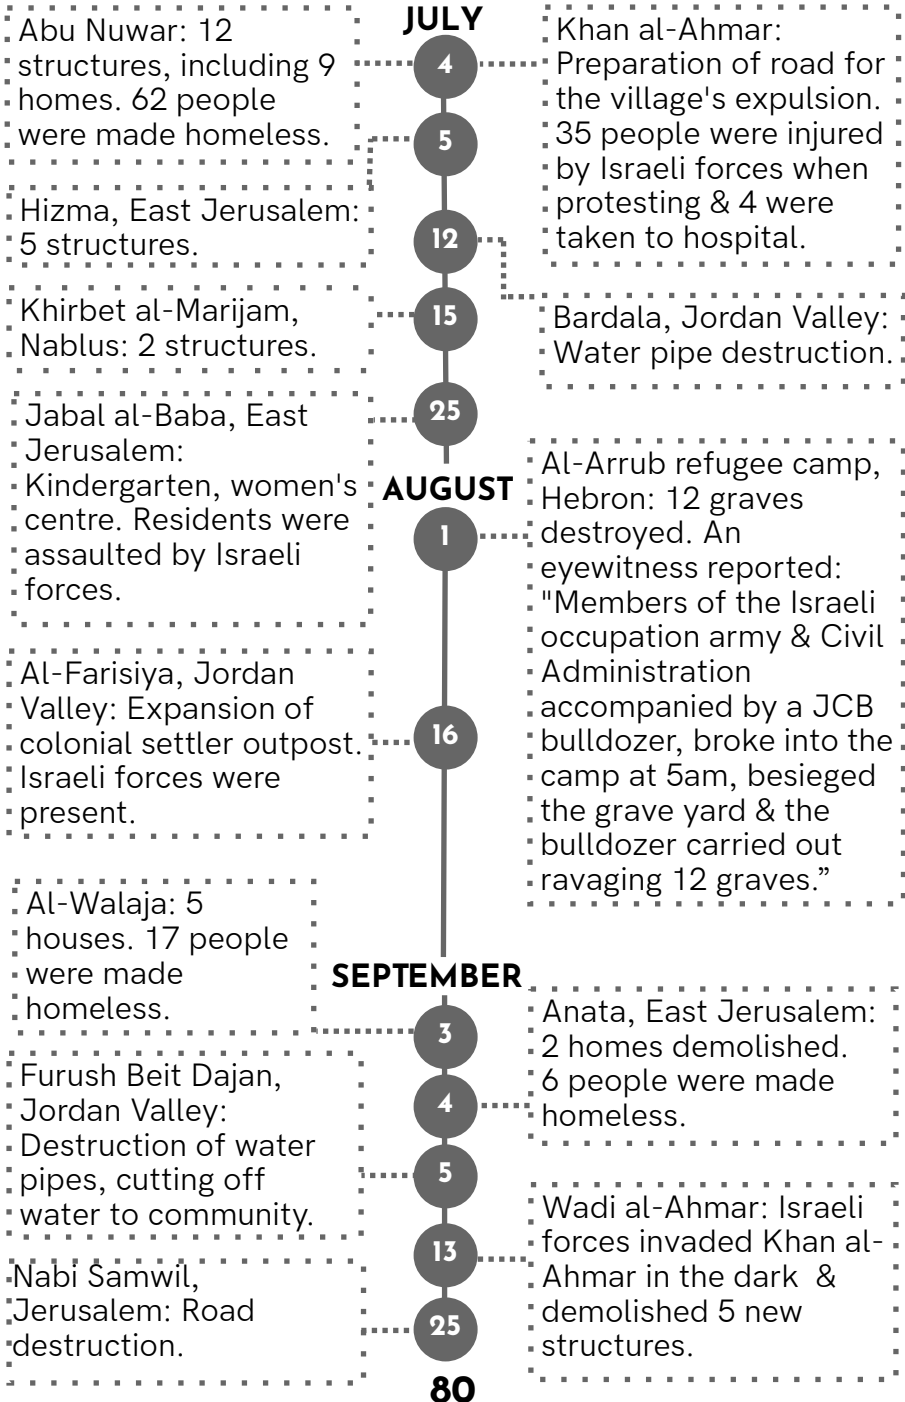 JULY
4
Abu Nuwar: 12
structures, including 9
homes. 62 people
were made homeless.
Khan al-Ahmar:
Preparation of road for
the village's expulsion.
35 people were injured
by Israeli forces when
protesting & 4 were
taken to hospital.
5
Hizma, East Jerusalem:
5 structures.
12
Bardala, Jordan Valley:
Water pipe destruction.
15
Khirbet al-Marijam,
Nablus: 2 structures.
25
Jabal al-Baba, East
Jerusalem:
Kindergarten, women's
centre. Residents were
assaulted by Israeli
forces.
AUGUST
1
Al-Arrub refugee camp,
Hebron: 12 graves
destroyed. An
eyewitness reported:
"Members of the Israeli
occupation army & Civil
Administration
accompanied by a JCB
bulldozer, broke into the
camp at 5am, besieged
the grave yard & the
bulldozer carried out
ravaging 12 graves.”
16
Al-Farisiya, Jordan
Valley: Expansion of
colonial settler outpost.
Israeli forces were
present.
SEPTEMBER
3
Al-Walaja: 5
houses. 17 people
were made
homeless.
4
Anata, East Jerusalem:
2 homes demolished.
6 people were made
homeless.
5
Furush Beit Dajan,
Jordan Valley:
Destruction of water
pipes, cutting off
water to community.
13
Wadi al-Ahmar: Israeli
forces invaded Khan al-
Ahmar in the dark &
demolished 5 new
structures.
25
Nabi Samwil,
Jerusalem: Road
destruction.
80